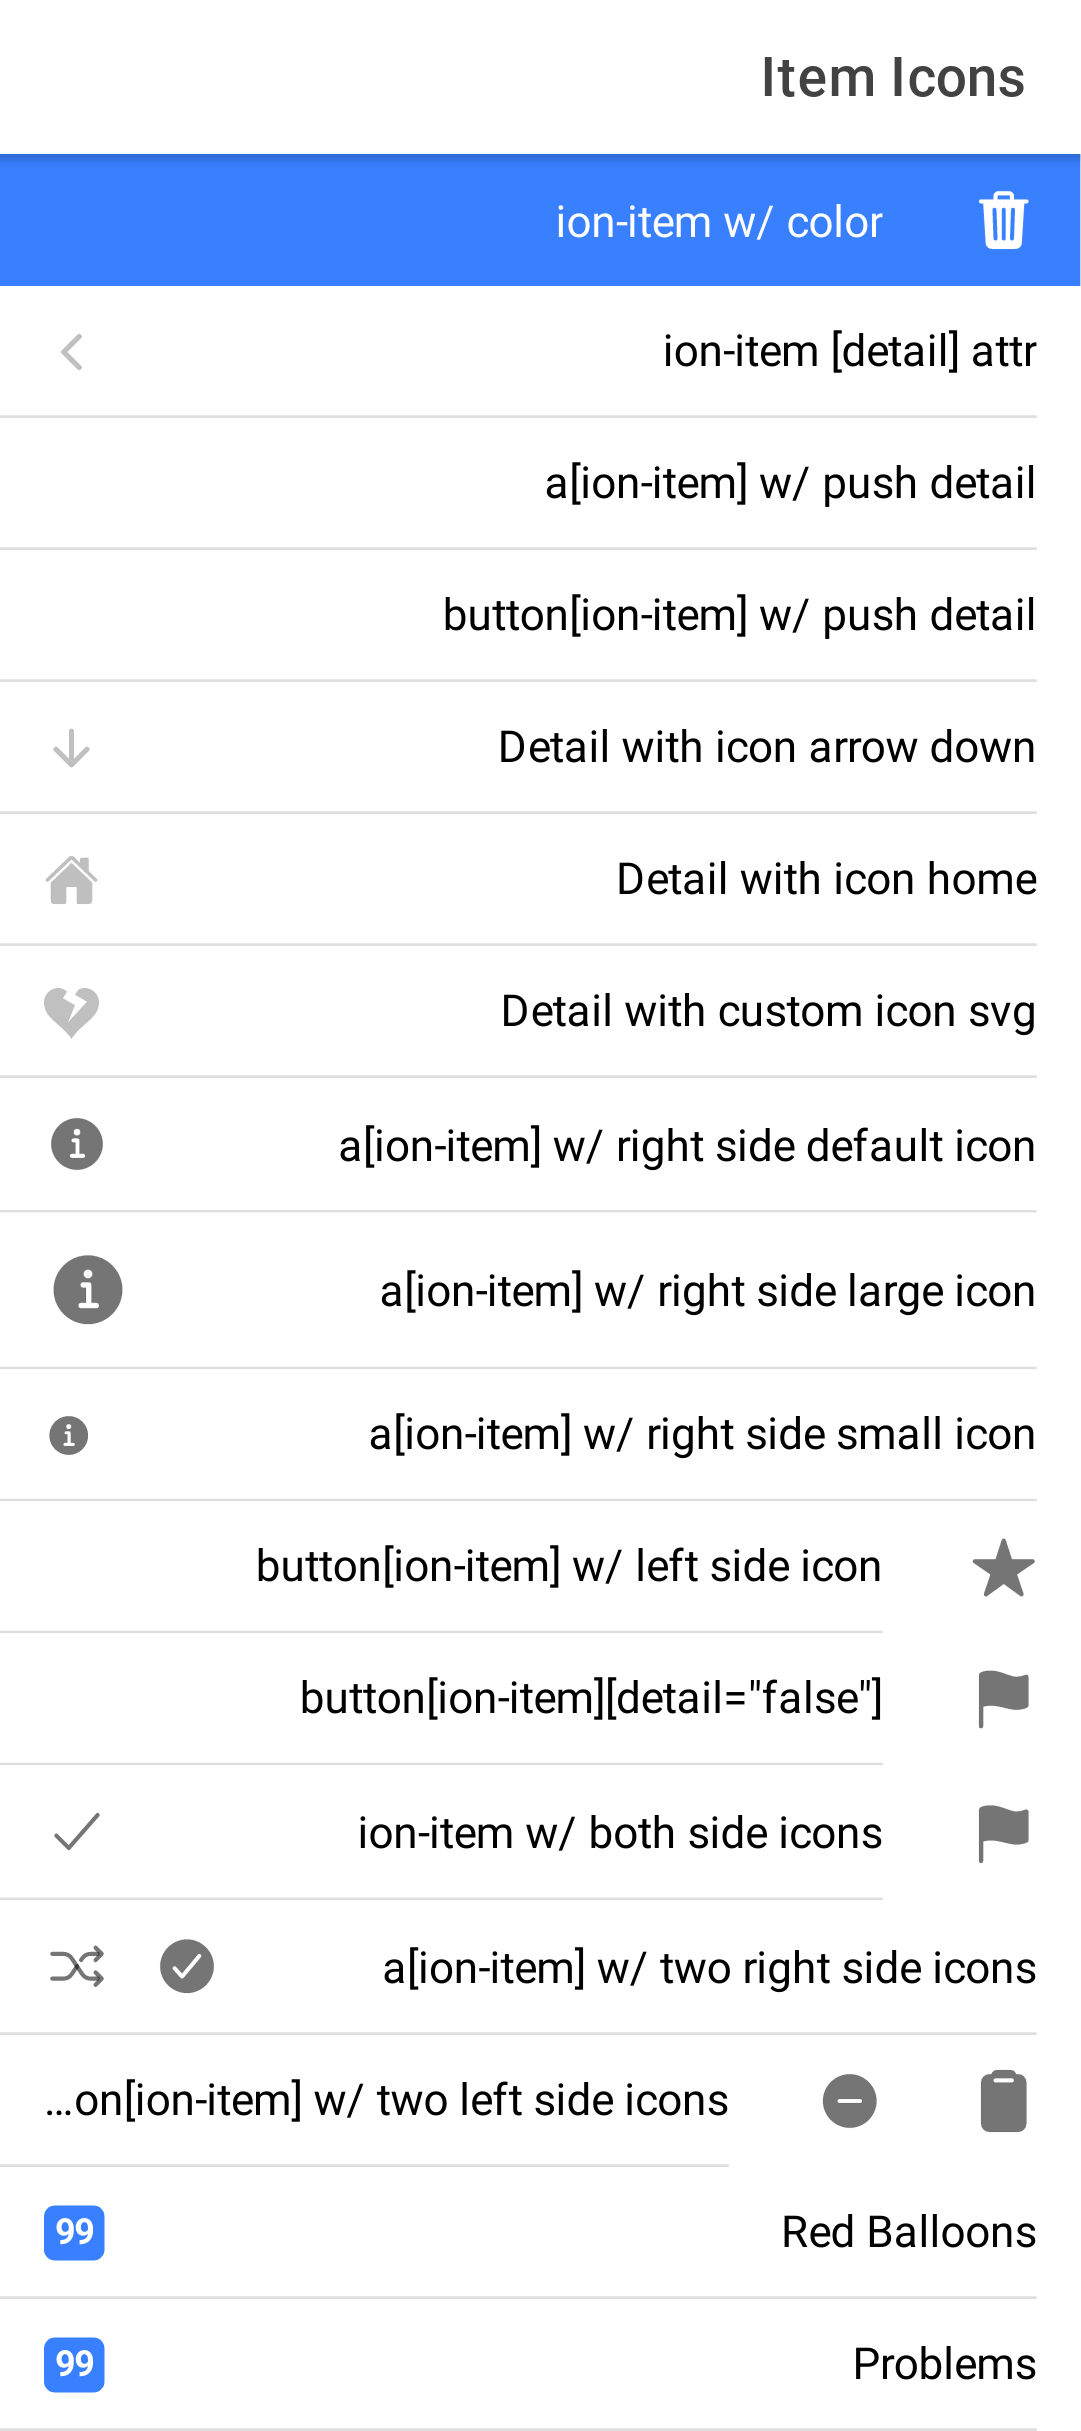 Item Icons
ion-item w/ color
ion-item [detail] attr
a[ion-item] w/ push detail
button[ion-item] w/ push detail
Detail with icon arrow down
Detail with icon home
Detail with custom icon svg
a[ion-item] w/ right side default icon
a[ion-item] w/ right side large icon
a[ion-item] w/ right side small icon
button[ion-item] w/ left side icon
button[ion-item][detail="false"]
ion-item w/ both side icons
a[ion-item] w/ two right side icons
...on[ion-item] w/ two left side icons
99 Red Balloons
99 Problems